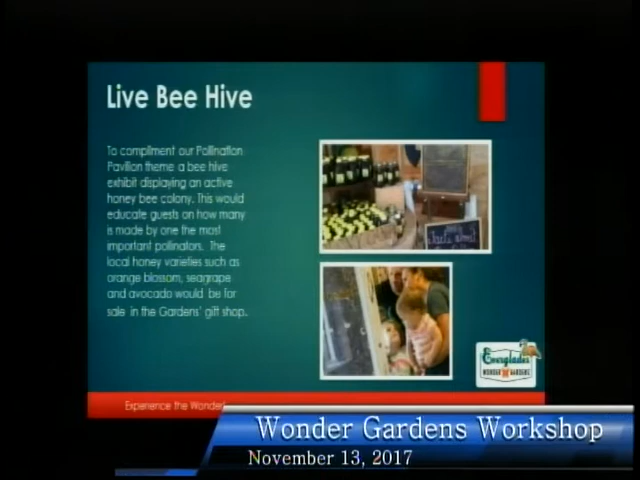 Live Bee Hive
To compliment our Pollination
Pavilion theme a bee hive
exhibit displaying an active
honey bee colony. This would
educate guests on how many
is made by one the most
important pollinators. The
local honey varieties such as
orange blossom, seagrape
and avocado would be for
sale in the Gardens' gift shop.
Everglades
WONDER GARDENS
Experience the Wonder!
Wonder Gardens Workshop
November 13, 2017